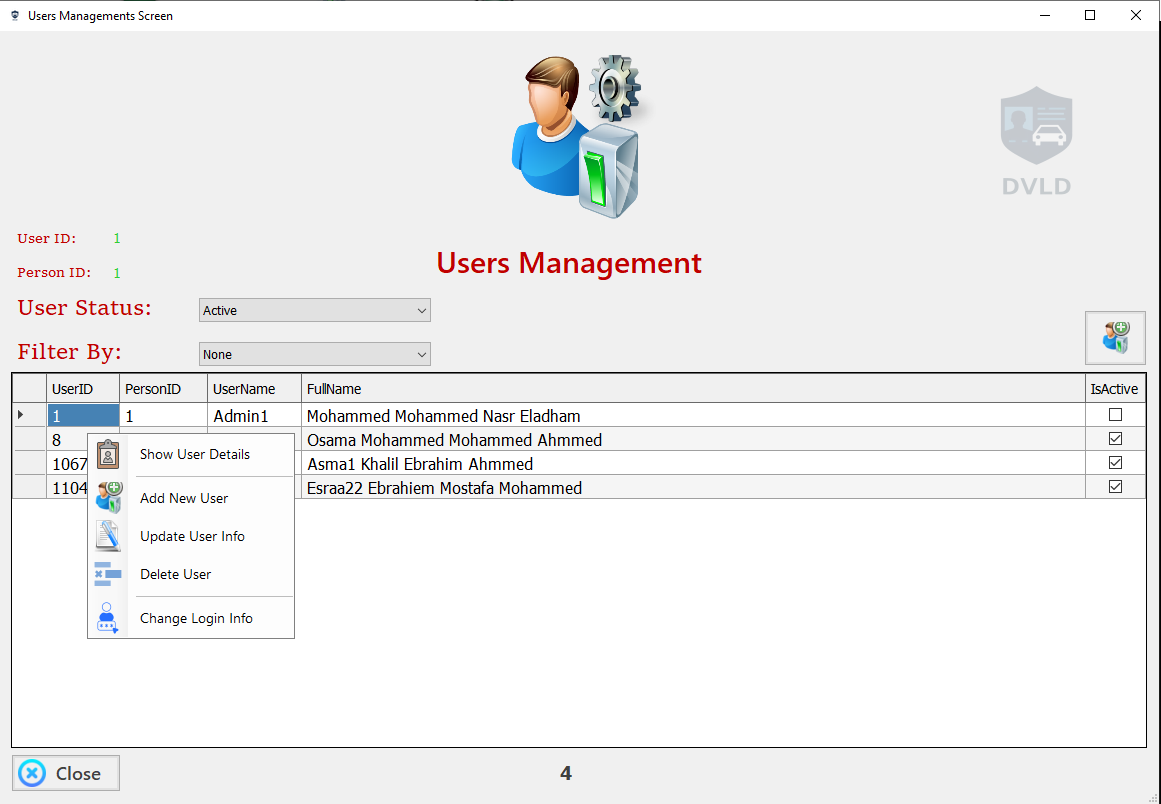 Users Managements Screen
DVLD
User ID: 1
Person ID: 1
Users Management
User Status: Active
Filter By: None
UserID PersonID UserName FullName IsActive
1 1 Admin1 Mohammed Mohammed Nasr Eladham
8 Osama Mohammed Mohammed Ahmmed
1067 Asma1 Khalil Ebrahim Ahmmed
1104 Esraa22 Ebrahiem Mostafa Mohammed
Show User Details
Add New User
Update User Info
Delete User
Change Login Info
Close 4